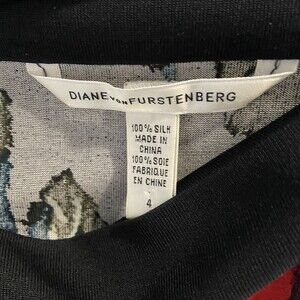 DIANE VON FURSTENBERG
100% SILK
MADE IN
CHINA
100% SOIE
FABRIQUE
EN CHINE
4